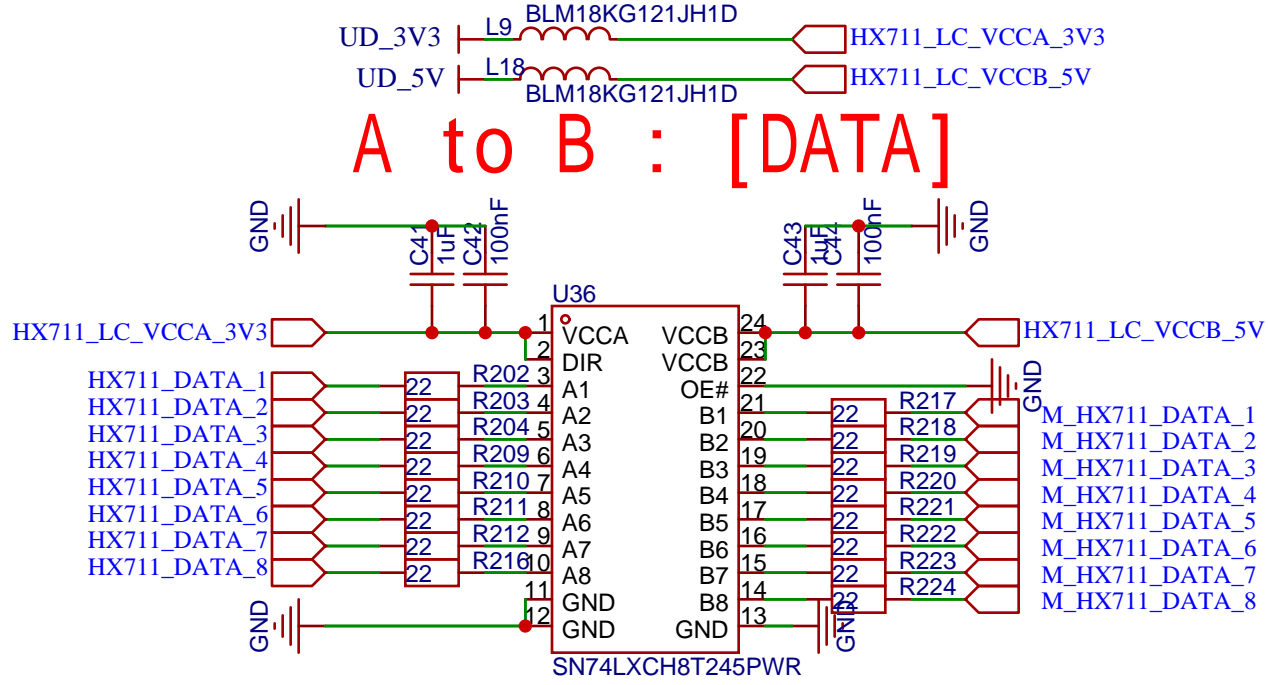 BLM18KG121JH1D
UD_3V3 L9 HX711_LC_VCCA_3V3
UD_5V L18 HX711_LC_VCCB_5V
BLM18KG121JH1D
A to B : [DATA]
GND C41 1uF C42 100nF C43 1uF C44 100nF GND
U36
HX711_LC_VCCA_3V3 1 VCCA VCCB 24 HX711_LC_VCCB_5V
2 DIR VCCB 23
HX711_DATA_1 22 R202 3 A1 OE# 22 GND
HX711_DATA_2 22 R203 4 A2 B1 21 22 R217 M_HX711_DATA_1
HX711_DATA_3 22 R204 5 A3 B2 20 22 R218 M_HX711_DATA_2
HX711_DATA_4 22 R209 6 A4 B3 19 22 R219 M_HX711_DATA_3
HX711_DATA_5 22 R210 7 A5 B4 18 22 R220 M_HX711_DATA_4
HX711_DATA_6 22 R211 8 A6 B5 17 22 R221 M_HX711_DATA_5
HX711_DATA_7 22 R212 9 A7 B6 16 22 R222 M_HX711_DATA_6
HX711_DATA_8 22 R216 10 A8 B7 15 22 R223 M_HX711_DATA_7
11 GND B8 14 22 R224 M_HX711_DATA_8
GND 12 GND GND 13 GND
SN74LXCH8T245PWR